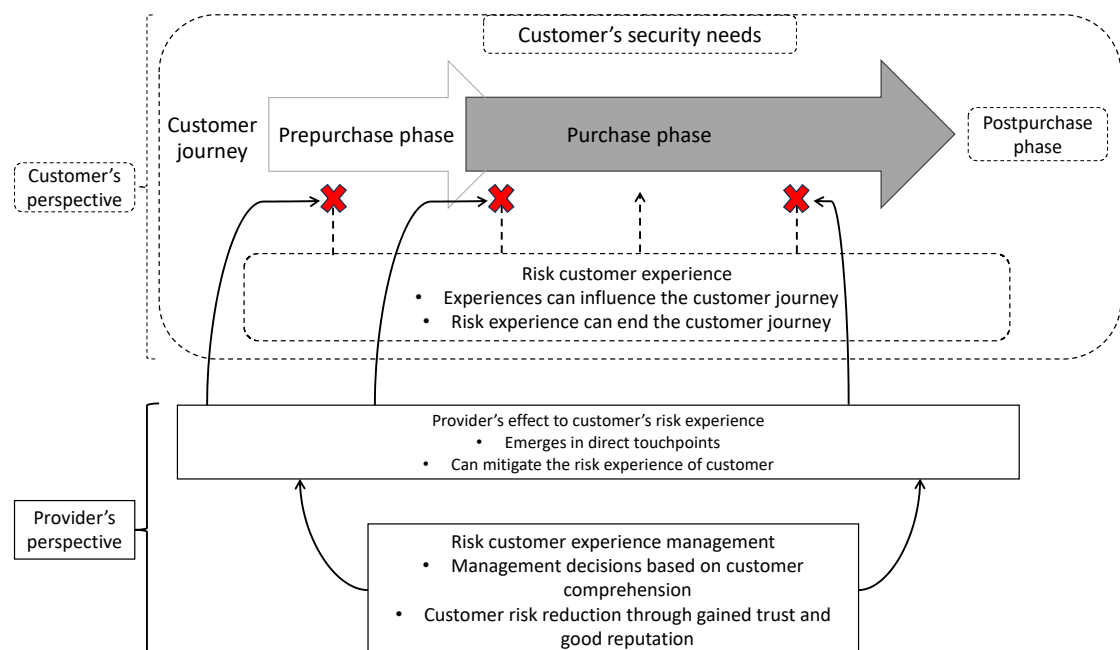 Customer's security needs
Customer
journey
Prepurchase phase
Purchase phase
Postpurchase
phase
Customer's
perspective
Risk customer experience
• Experiences can influence the customer journey
• Risk experience can end the customer journey
Provider's effect to customer's risk experience
• Emerges in direct touchpoints
• Can mitigate the risk experience of customer
Provider's
perspective
Risk customer experience management
• Management decisions based on customer
comprehension
• Customer risk reduction through gained trust and
good reputation